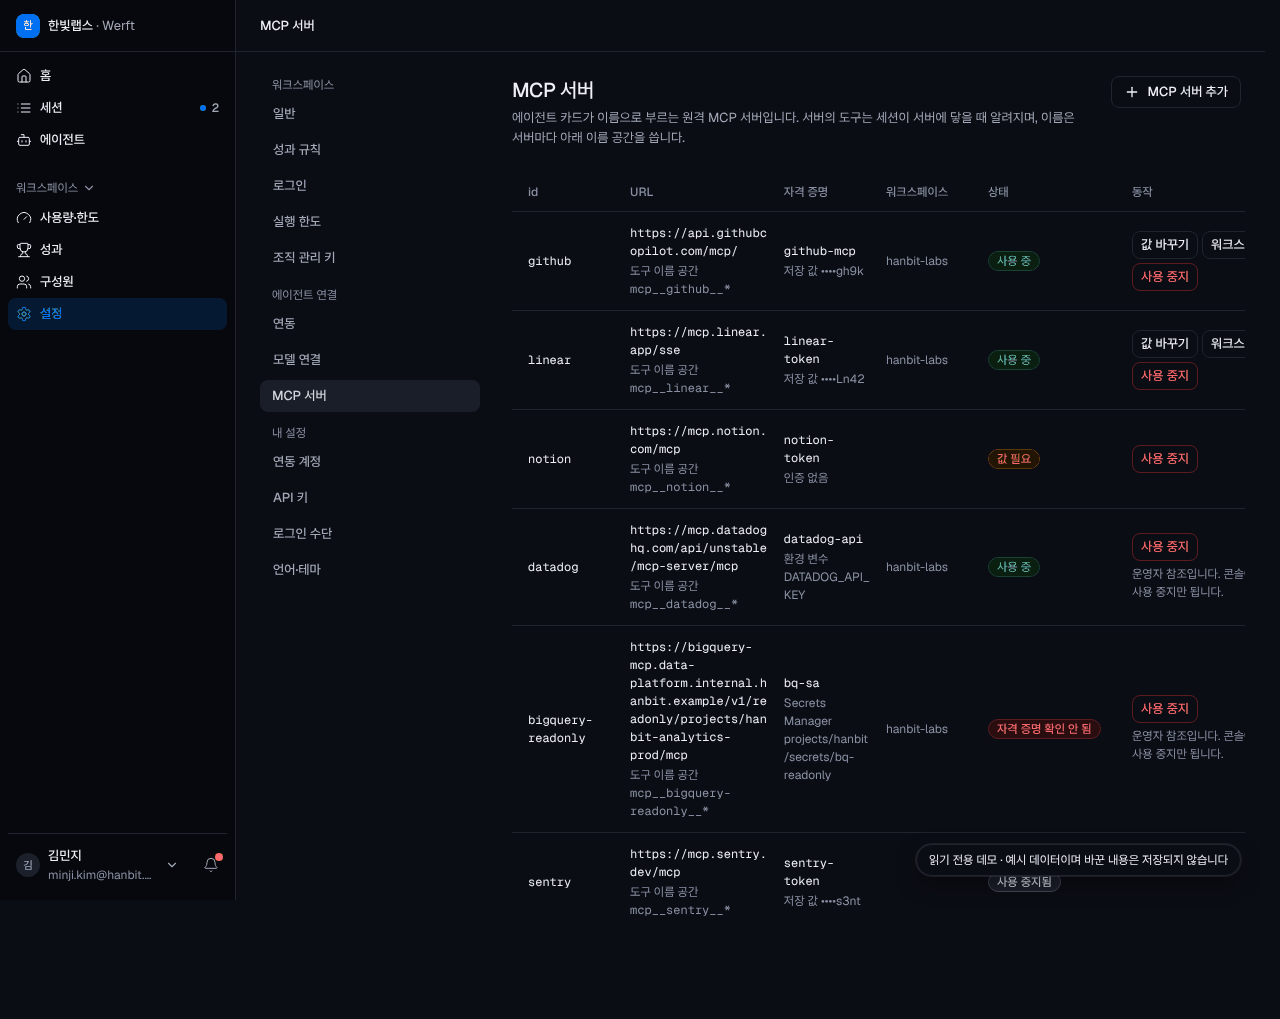 한 한빛랩스 · Werft
홈
세션 2
에이전트
워크스페이스
사용량·한도
성과
구성원
설정
김 김민지
minji.kim@hanbit.…
MCP 서버
워크스페이스
일반
성과 규칙
로그인
실행 한도
조직 관리 키
에이전트 연결
연동
모델 연결
MCP 서버
내 설정
연동 계정
API 키
로그인 수단
언어·테마
MCP 서버
MCP 서버 추가
에이전트 카드가 이름으로 부르는 원격 MCP 서버입니다. 서버의 도구는 세션이 서버에 닿을 때 알려지며, 이름은
서버마다 아래 이름 공간을 씁니다.
id URL 자격 증명 워크스페이스 상태 동작
github
https://api.githubc
opilot.com/mcp/
도구 이름 공간
mcp__github__*
github-mcp
저장 값 ••••gh9k
hanbit-labs
사용 중
값 바꾸기 워크스
사용 중지
linear
https://mcp.linear.
app/sse
도구 이름 공간
mcp__linear__*
linear-
token
저장 값 ••••Ln42
hanbit-labs
사용 중
값 바꾸기 워크스
사용 중지
notion
https://mcp.notion.
com/mcp
도구 이름 공간
mcp__notion__*
notion-
token
인증 없음
값 필요
사용 중지
datadog
https://mcp.datadog
hq.com/api/unstable
/mcp-server/mcp
도구 이름 공간
mcp__datadog__*
datadog-api
환경 변수
DATADOG_API_
KEY
hanbit-labs
사용 중
사용 중지
운영자 참조입니다. 콘솔
사용 중지만 됩니다.
bigquery-
readonly
https://bigquery-
mcp.data-
platform.internal.h
anbit.example/v1/re
adonly/projects/han
bit-analytics-
prod/mcp
도구 이름 공간
mcp__bigquery-
readonly__*
bq-sa
Secrets
Manager
projects/hanbit
/secrets/bq-
readonly
hanbit-labs
자격 증명 확인 안 됨
사용 중지
운영자 참조입니다. 콘솔
사용 중지만 됩니다.
sentry
https://mcp.sentry.
dev/mcp
도구 이름 공간
mcp__sentry__*
sentry-
token
저장 값 ••••s3nt
사용 중지됨
읽기 전용 데모 · 예시 데이터이며 바꾼 내용은 저장되지 않습니다